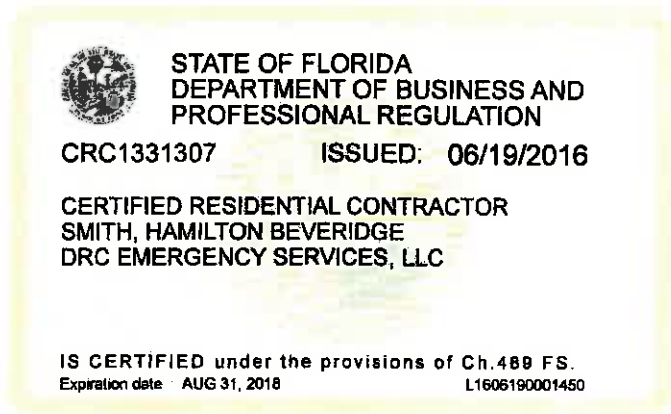 STATE OF FLORIDA
DEPARTMENT OF BUSINESS AND
PROFESSIONAL REGULATION
CRC1331307 ISSUED: 06/19/2016
CERTIFIED RESIDENTIAL CONTRACTOR
SMITH, HAMILTON BEVERIDGE
DRC EMERGENCY SERVICES, LLC
IS CERTIFIED under the provisions of Ch.489 FS.
Expiration date : AUG 31, 2018 L1606190001450